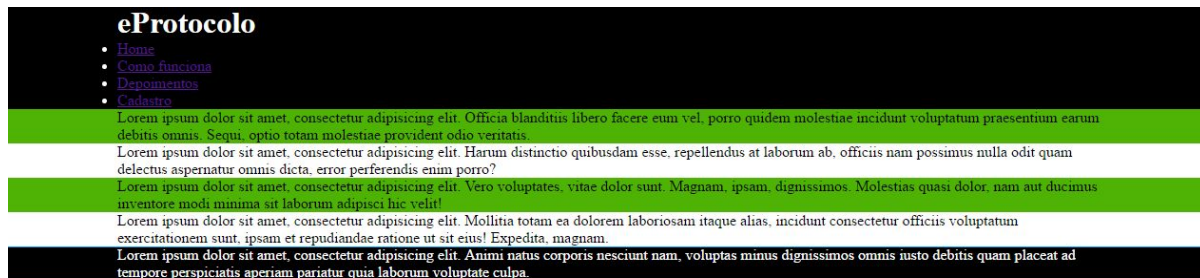 eProtocolo
Home
Como funciona
Depoimentos
Cadastro
Lorem ipsum dolor sit amet, consectetur adipisicing elit. Officia blanditiis libero facere eum vel, porro quidem molestiae incidunt voluptatum praesentium earum
debitis omnis. Sequi, optio totam molestiae provident odio veritatis.
Lorem ipsum dolor sit amet, consectetur adipisicing elit. Harum distinctio quibusdam esse, repellendus at laborum ab, officiis nam possimus nulla odit quam
delectus aspernatur omnis dicta, error perferendis enim porro?
Lorem ipsum dolor sit amet, consectetur adipisicing elit. Vero voluptates, vitae dolor sunt. Magnam, ipsam, dignissimos. Molestias quasi dolor, nam aut ducimus
inventore modi minima sit laborum adipisci hic velit!
Lorem ipsum dolor sit amet, consectetur adipisicing elit. Mollitia totam ea dolorem laboriosam itaque alias, incidunt consectetur officiis voluptatum
exercitationem sunt, ipsam et repudiandae ratione ut sit eius! Expedita, magnam.
Lorem ipsum dolor sit amet, consectetur adipisicing elit. Animi natus corporis nesciunt nam, voluptas minus dignissimos omnis iusto debitis quam placeat ad
tempore perspiciatis aperiam pariatur quia laborum voluptate culpa.